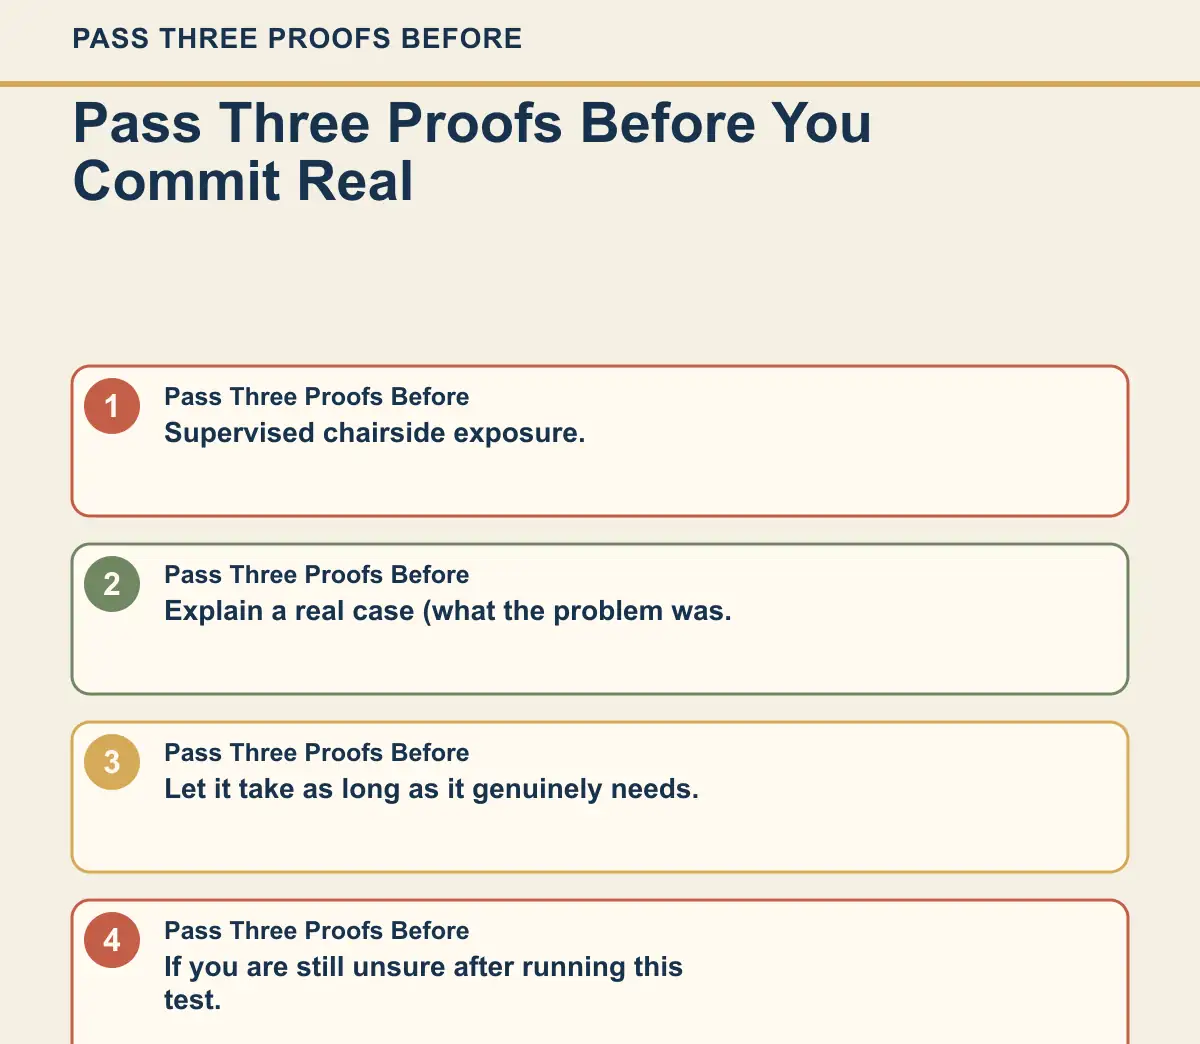 PASS THREE PROOFS BEFORE
Pass Three Proofs Before You
Commit Real
1
Pass Three Proofs Before
Supervised chairside exposure.
2
Pass Three Proofs Before
Explain a real case (what the problem was.
3
Pass Three Proofs Before
Let it take as long as it genuinely needs.
4
Pass Three Proofs Before
If you are still unsure after running this
test.